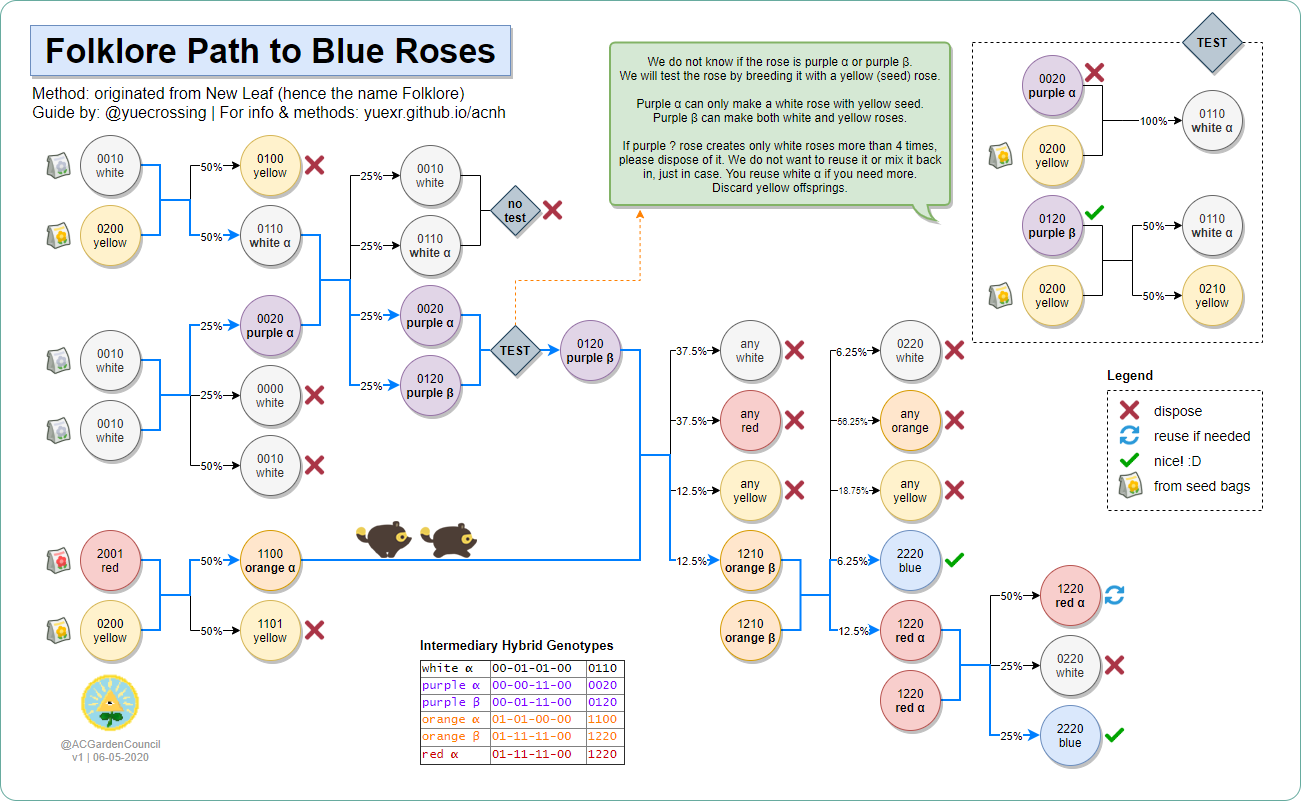 Folklore Path to Blue Roses
Method: originated from New Leaf (hence the name Folklore)
Guide by: @yuecrossing | For info & methods: yuexr.github.io/acnh
We do not know if the rose is purple α or purple β.
We will test the rose by breeding it with a yellow (seed) rose.
Purple α can only make a white rose with yellow seed.
Purple β can make both white and yellow roses.
If purple ? rose creates only white roses more than 4 times,
please dispose of it. We do not want to reuse it or mix it back
in, just in case. You reuse white α if you need more.
Discard yellow offsprings.
TEST
0020
purple α
0200
yellow
100%
0110
white α
0120
purple β
0200
yellow
50%
0110
white α
50%
0210
yellow
Legend
dispose
reuse if needed
nice! :D
from seed bags
0010
white
0200
yellow
50%
0100
yellow
50%
0110
white α
0010
white
0010
white
25%
0020
purple α
25%
0000
white
50%
0010
white
25%
0010
white
25%
0110
white α
no
test
25%
0020
purple α
25%
0120
purple β
TEST
0120
purple β
2001
red
0200
yellow
50%
1100
orange α
50%
1101
yellow
37.5%
any
white
37.5%
any
red
12.5%
any
yellow
12.5%
1210
orange β
1210
orange β
6.25%
0220
white
56.25%
any
orange
18.75%
any
yellow
6.25%
2220
blue
12.5%
1220
red α
1220
red α
50%
1220
red α
25%
0220
white
25%
2220
blue
Intermediary Hybrid Genotypes
white α 00-01-01-00 0110
purple α 00-00-11-00 0020
purple β 00-01-11-00 0120
orange α 01-01-00-00 1100
orange β 01-11-11-00 1220
red α 01-11-11-00 1220
@ACGardenCouncil
v1 | 06-05-2020